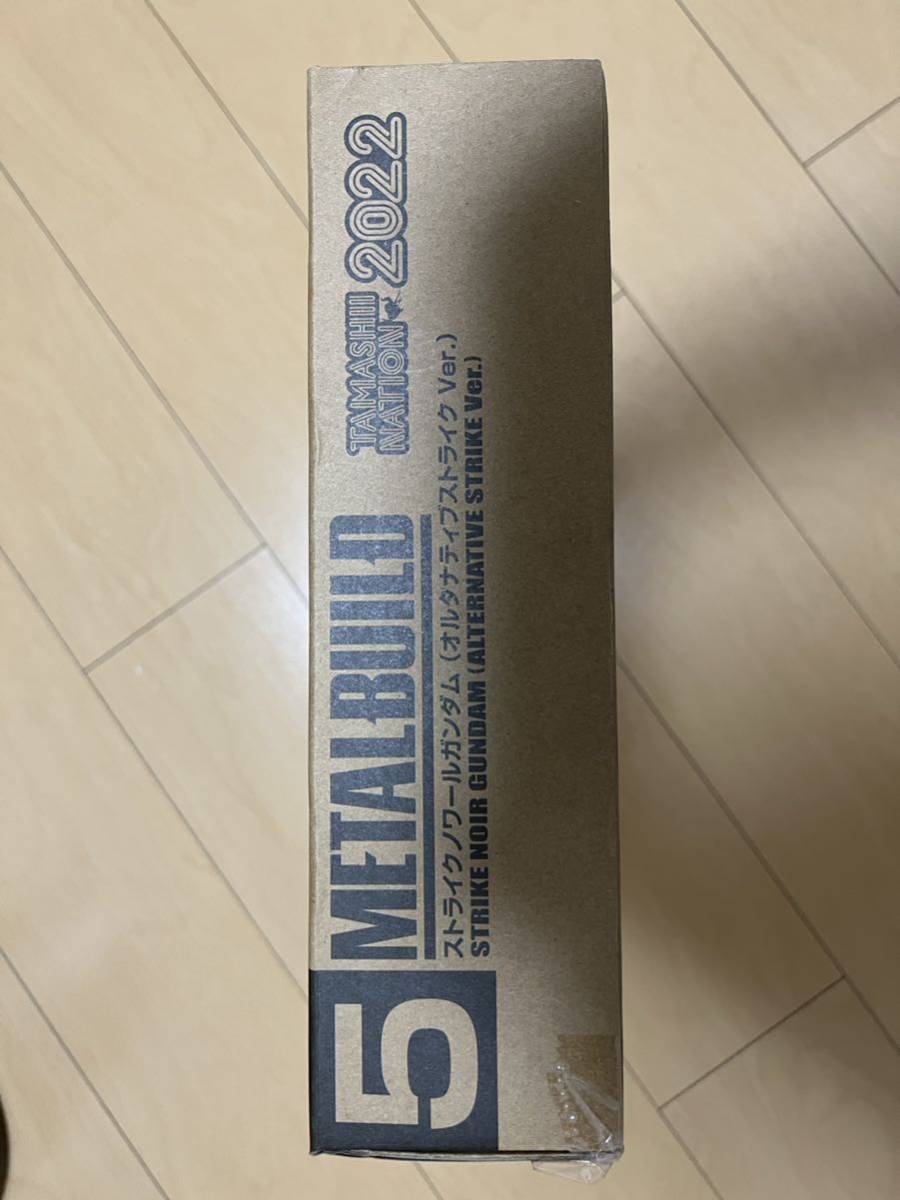 5
METALBUILD
TAMASHII
NATION
2022
ストライクノワールガンダム（オルタナティブストライク Ver.）
STRIKE NOIR GUNDAM (ALTERNATIVE STRIKE Ver.)